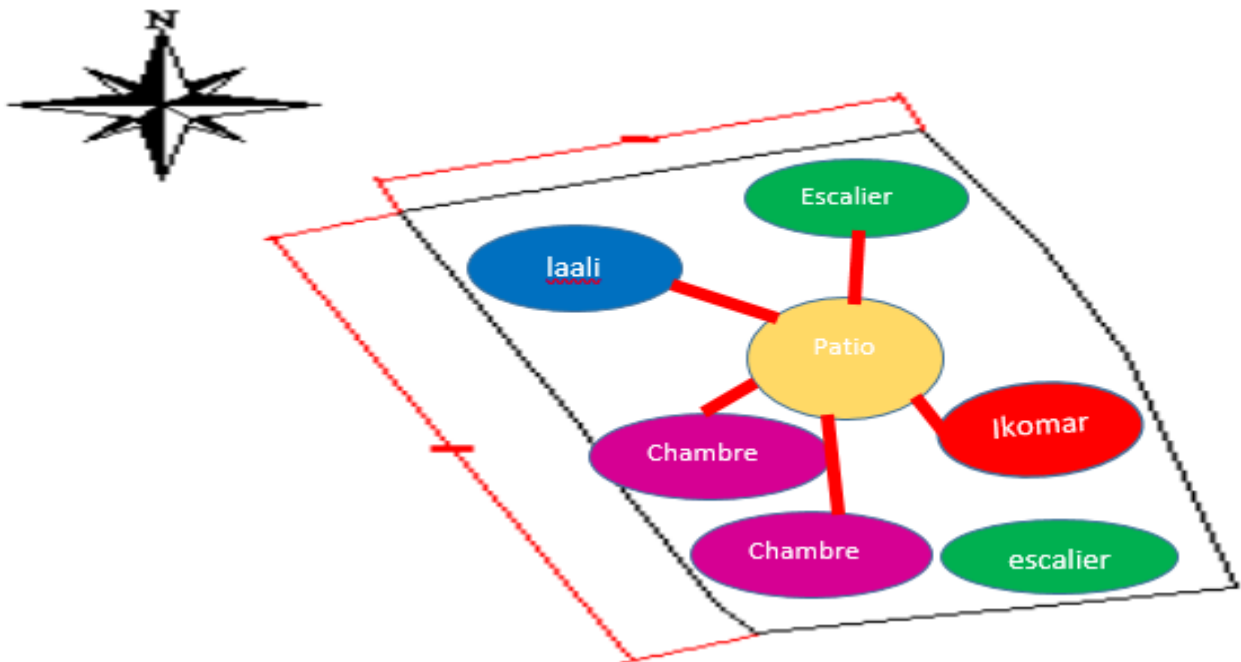 N
Escalier
laali
Patio
Ikomar
Chambre
Chambre
escalier